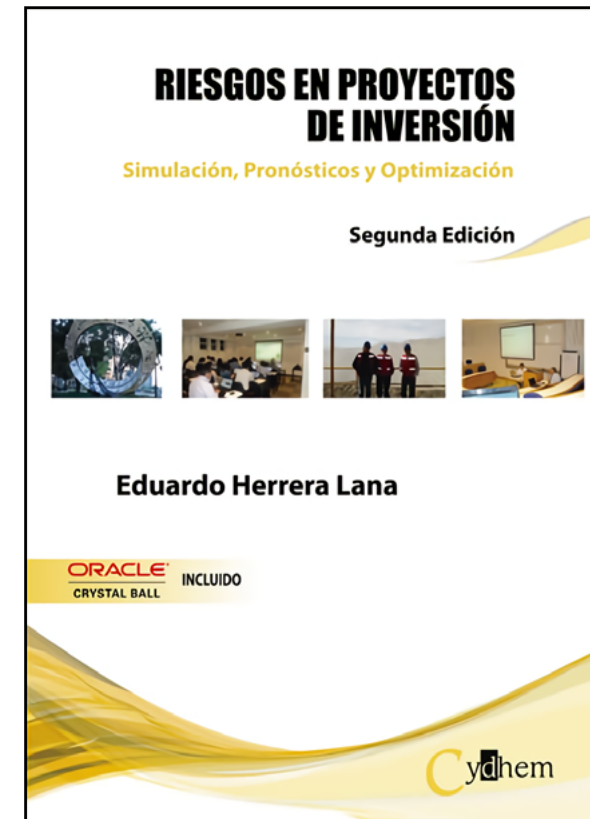 RIESGOS EN PROYECTOS
DE INVERSIÓN
Simulación, Pronósticos y Optimización
Segunda Edición
Eduardo Herrera Lana
ORACLE
CRYSTAL BALL
INCLUIDO
Cydhem